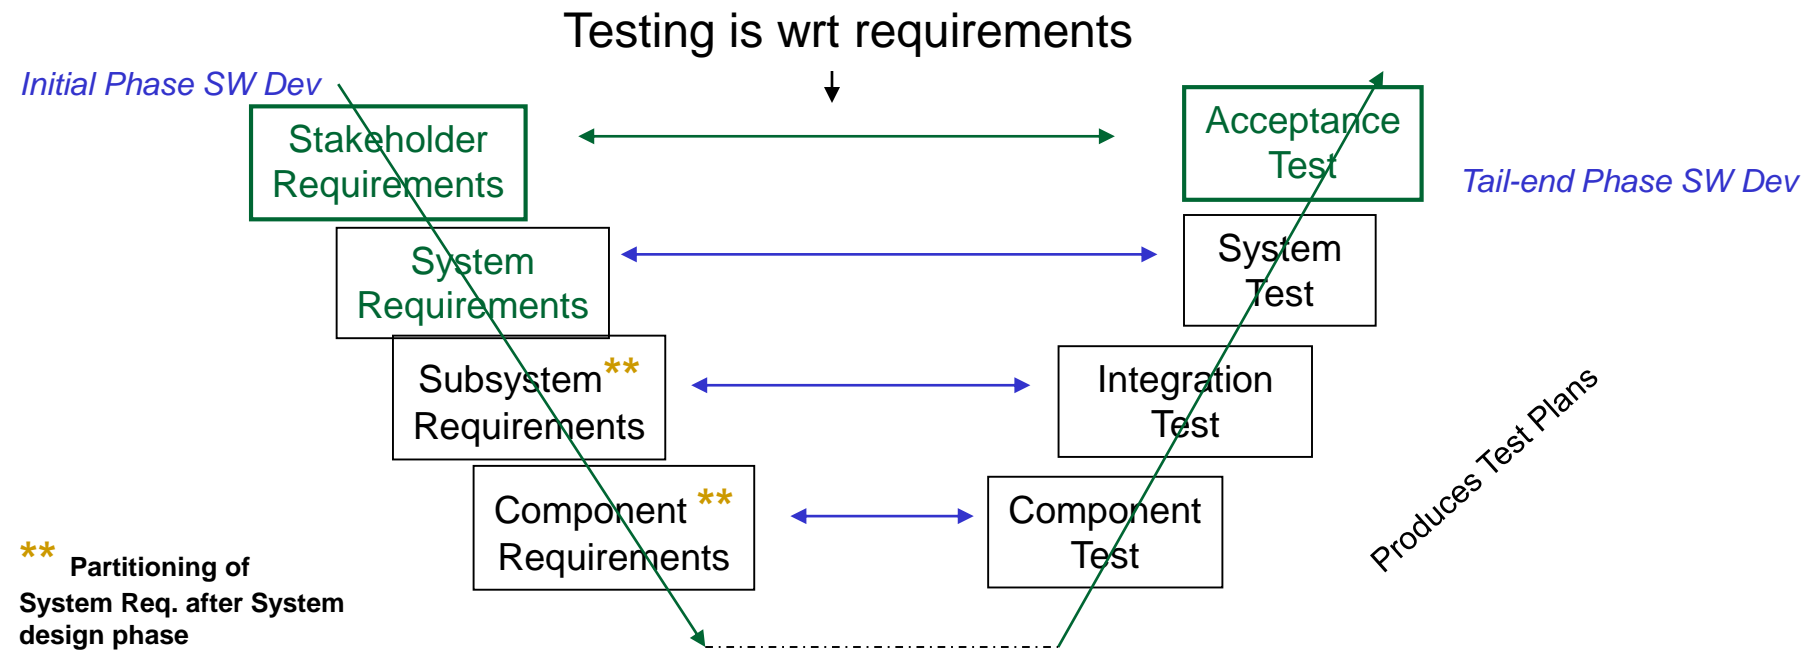 Testing is wrt requirements
Initial Phase SW Dev
Stakeholder
Requirements
Acceptance
Test
Tail-end Phase SW Dev
System
Requirements
System
Test
Subsystem**
Requirements
Integration
Test
Component **
Requirements
Component
Test
Produces Test Plans
** Partitioning of
System Req. after System
design phase